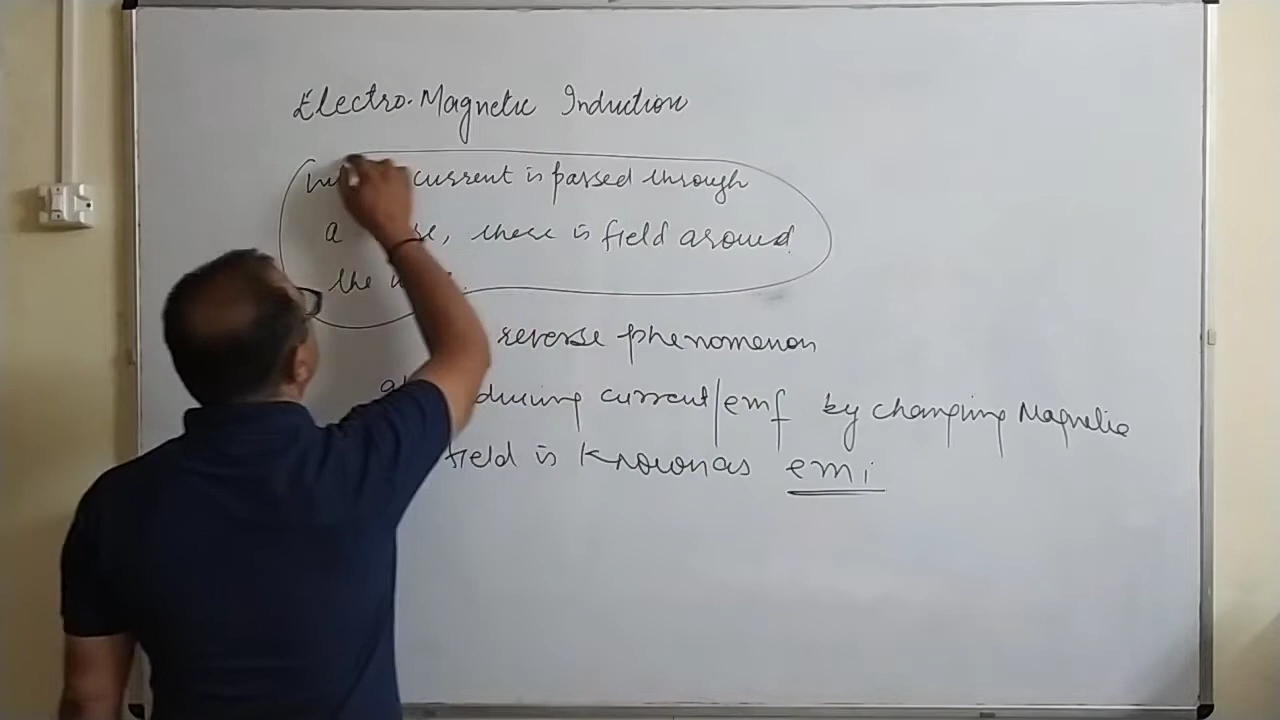 Electro-Magnetic Induction
current is passed through
a , there is field around
the
reverse phenomenon
current/emf by changing Magnetic
field is known as emi